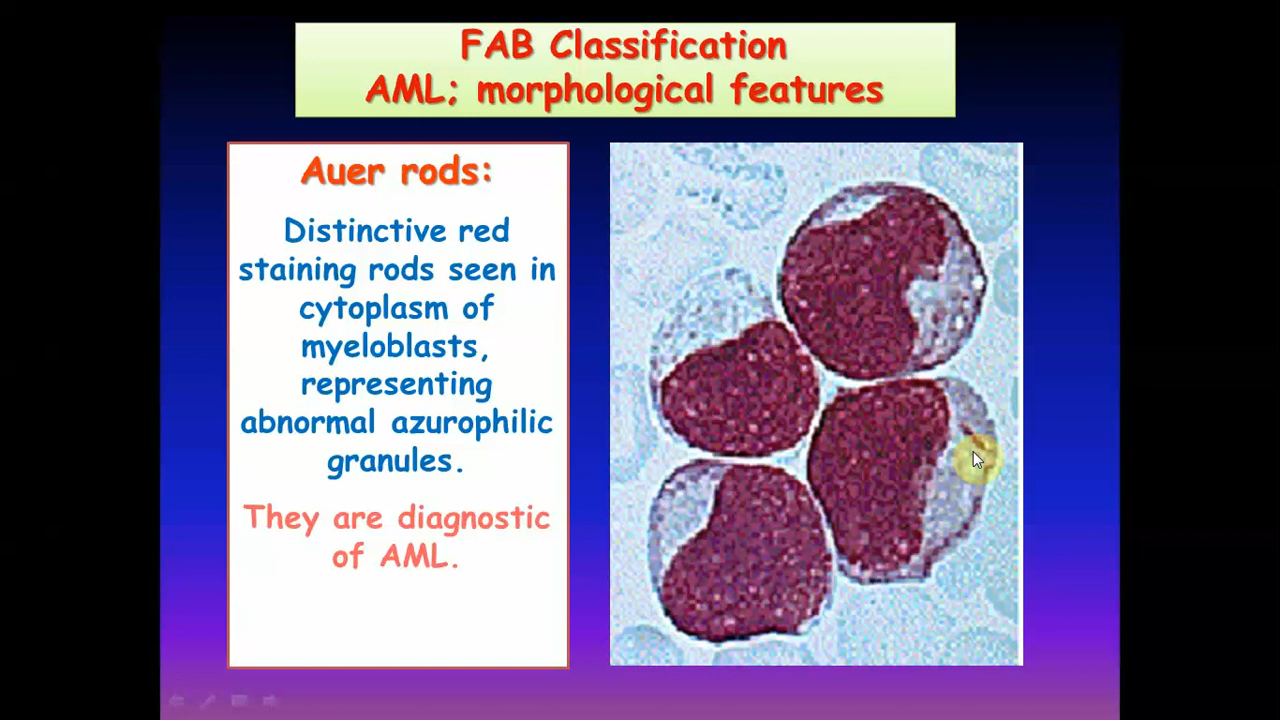 FAB Classification
AML; morphological features
Auer rods:
Distinctive red
staining rods seen in
cytoplasm of
myeloblasts,
representing
abnormal azurophilic
granules.
They are diagnostic
of AML.